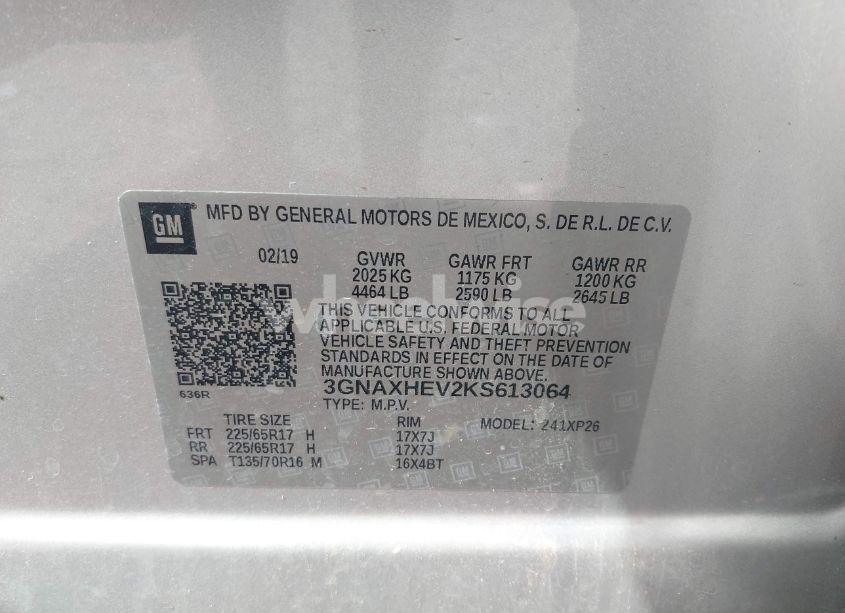 GM
MFD BY GENERAL MOTORS DE MEXICO, S. DE R.L. DE C.V.
02/19 GVWR GAWR FRT GAWR RR
2025 KG 1175 KG 1200 KG
4464 LB 2590 LB 2645 LB
THIS VEHICLE CONFORMS TO ALL
APPLICABLE U.S. FEDERAL MOTOR
VEHICLE SAFETY AND THEFT PREVENTION
STANDARDS IN EFFECT ON THE DATE OF
MANUFACTURE SHOWN ABOVE.
636R 3GNAXHEV2KS613064
TYPE: M.P.V.
TIRE SIZE RIM MODEL: 241XP26
FRT 225/65R17 H 17X7J
RR 225/65R17 H 17X7J
SPA T135/70R16 M 16X4BT